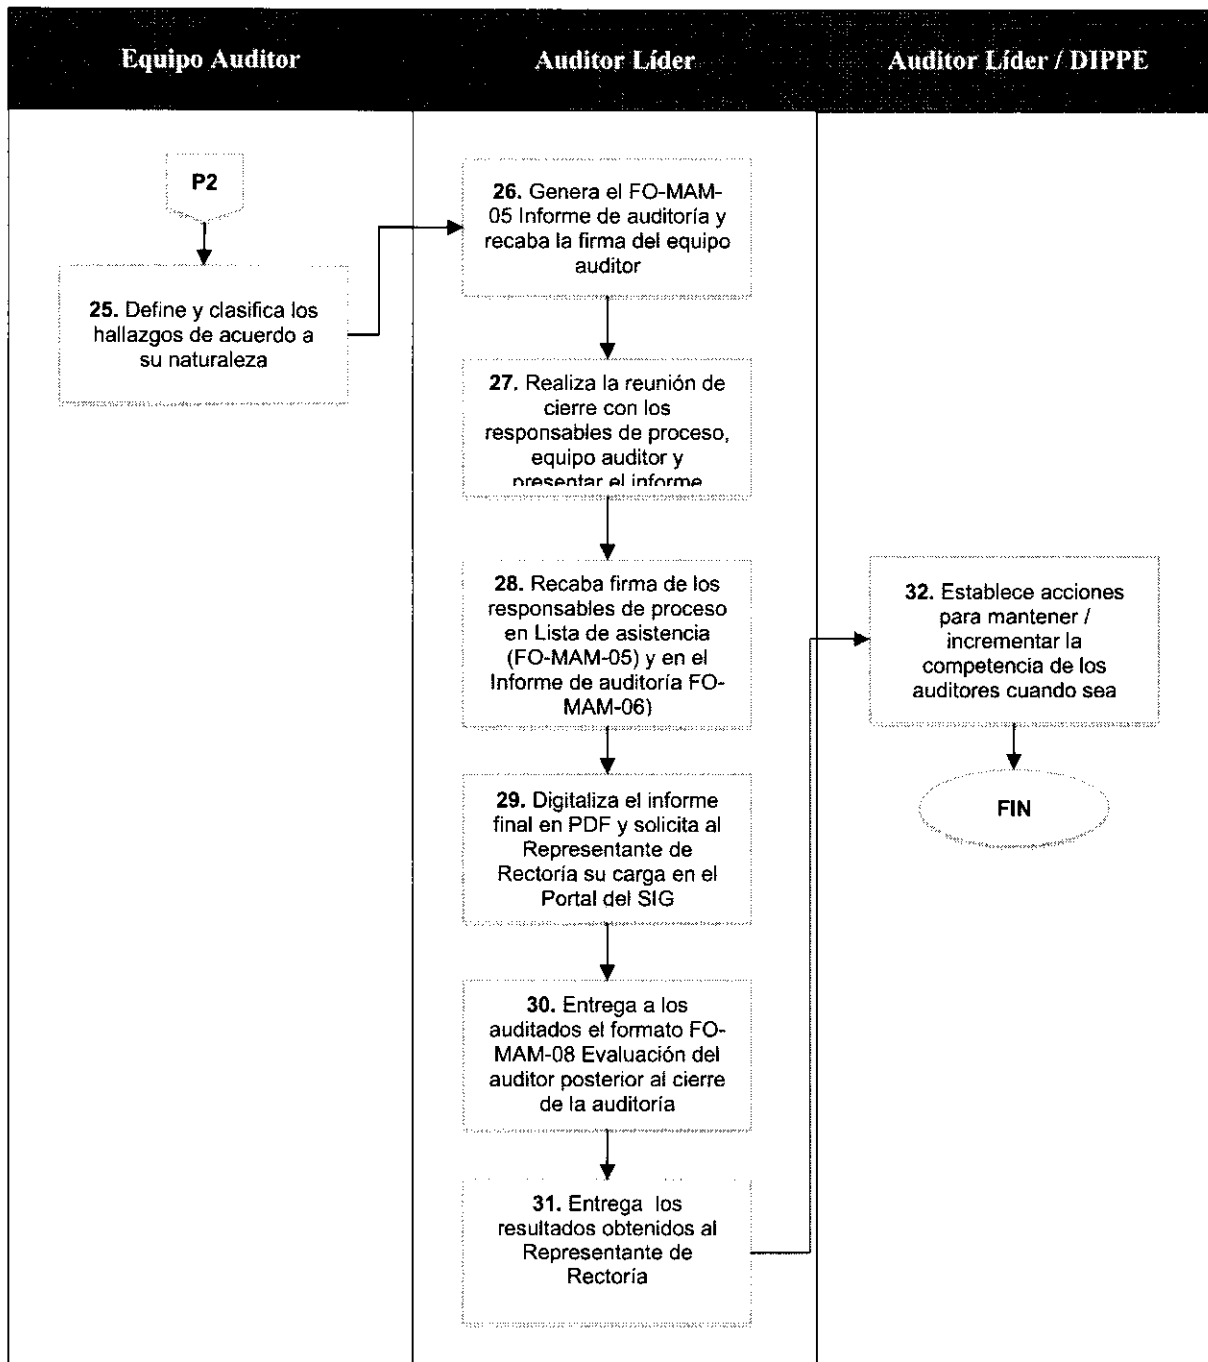 Equipo Auditor
Auditor Líder
Auditor Líder / DIPPE
P2
25. Define y clasifica los
hallazgos de acuerdo a
su naturaleza
26. Genera el FO-MAM-
05 Informe de auditoría y
recaba la firma del equipo
auditor
27. Realiza la reunión de
cierre con los
responsables de proceso,
equipo auditor y
presentar el informe
28. Recaba firma de los
responsables de proceso
en Lista de asistencia
(FO-MAM-05) y en el
Informe de auditoría FO-
MAM-06)
29. Digitaliza el informe
final en PDF y solicita al
Representante de
Rectoría su carga en el
Portal del SIG
30. Entrega a los
auditados el formato FO-
MAM-08 Evaluación del
auditor posterior al cierre
de la auditoría
31. Entrega los
resultados obtenidos al
Representante de
Rectoría
32. Establece acciones
para mantener /
incrementar la
competencia de los
auditores cuando sea
FIN